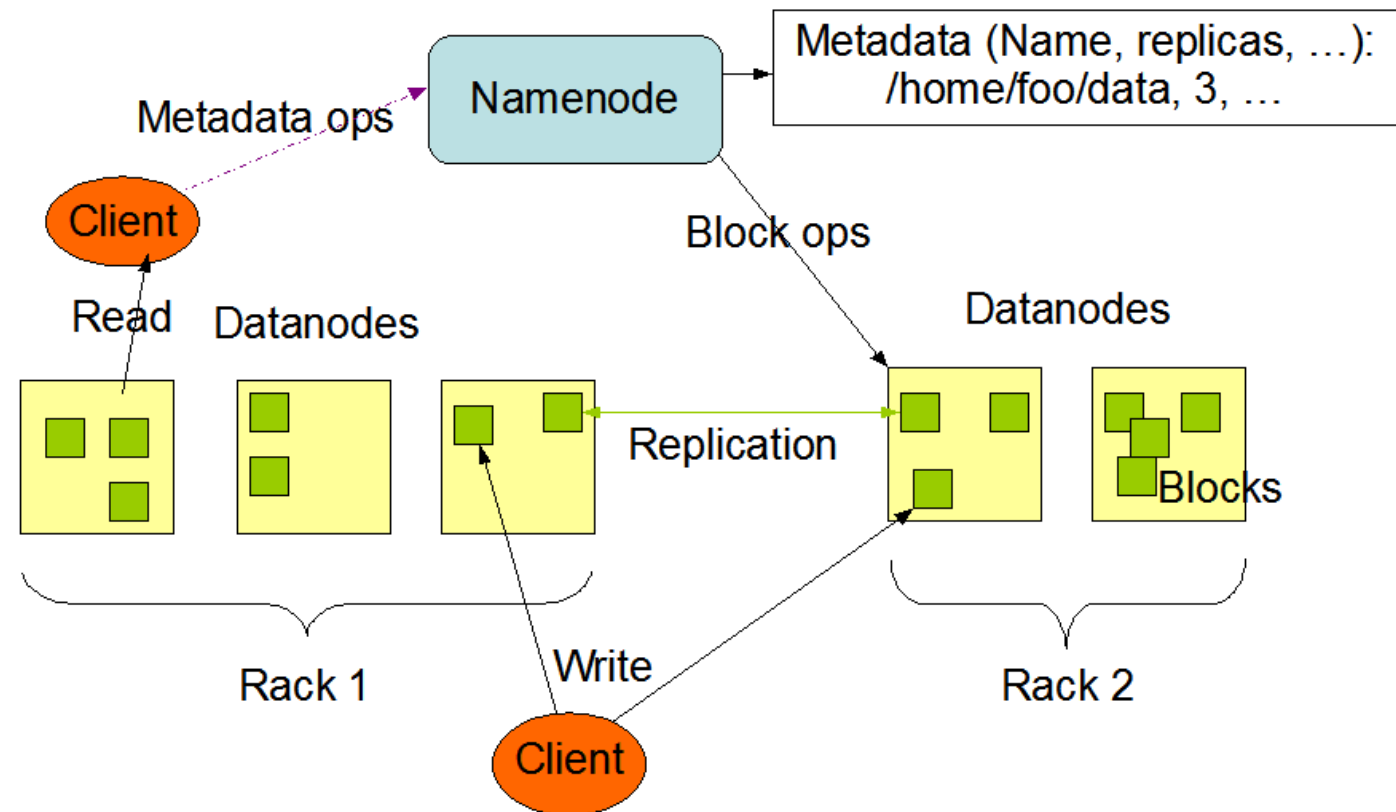 Metadata (Name, replicas, …):
/home/foo/data, 3, …
Namenode
Metadata ops
Client
Block ops
Read
Datanodes
Datanodes
Replication
Blocks
Rack 1
Write
Rack 2
Client